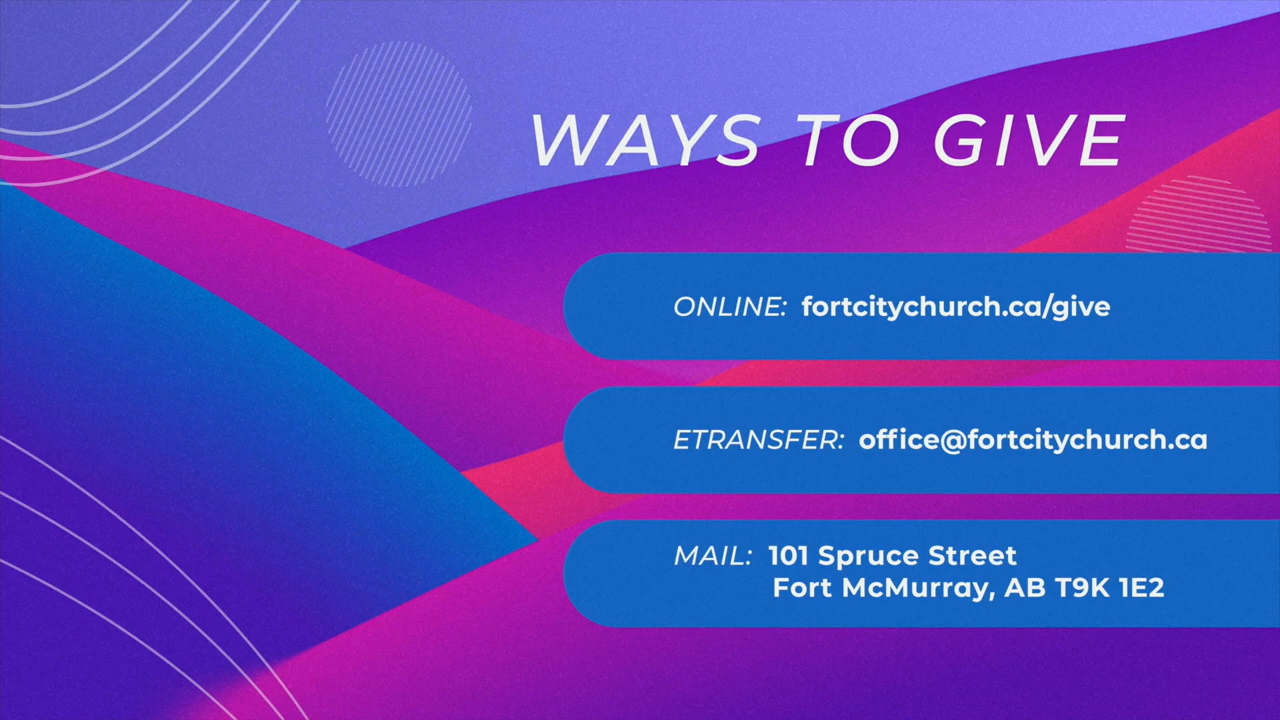 WAYS TO GIVE
ONLINE: fortcitychurch.ca/give
ETRANSFER: office@fortcitychurch.ca
MAIL: 101 Spruce Street
Fort McMurray, AB T9K 1E2